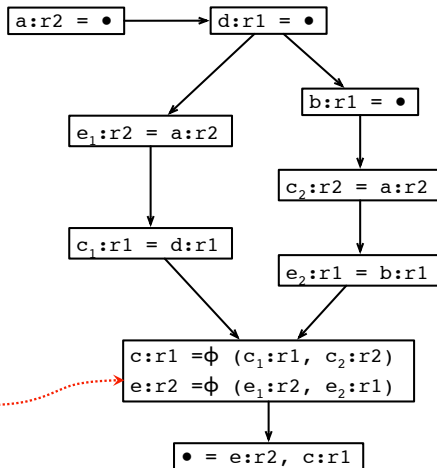 a:r2 = ●
d:r1 = ●
b:r1 = ●
e₁:r2 = a:r2
c₂:r2 = a:r2
c₁:r1 = d:r1
e₂:r1 = b:r1
c:r1 =ϕ (c₁:r1, c₂:r2)
e:r2 =ϕ (e₁:r2, e₂:r1)
● = e:r2, c:r1